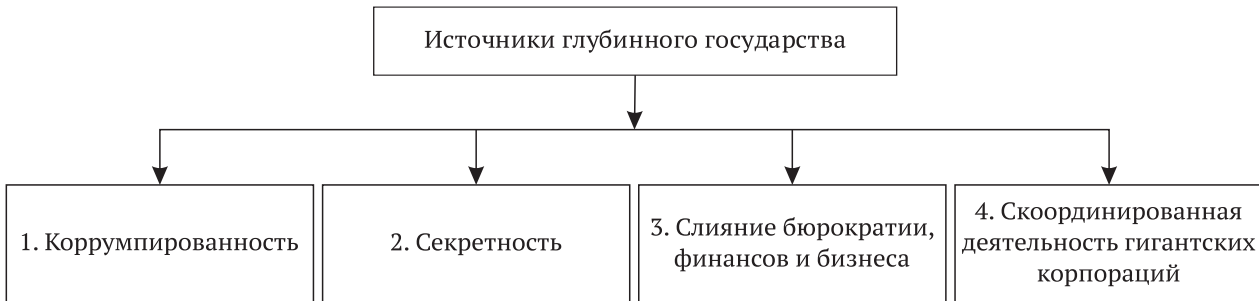 Источники глубинного государства
1. Коррумпированность
2. Секретность
3. Слияние бюрократии,
финансов и бизнеса
4. Скоординированная
деятельность гигантских
корпораций